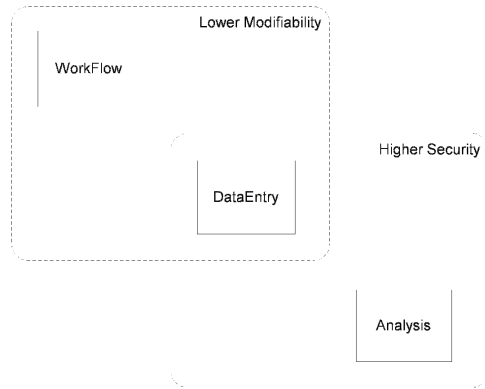 Lower Modifiability
WorkFlow
Higher Security
DataEntry
Analysis